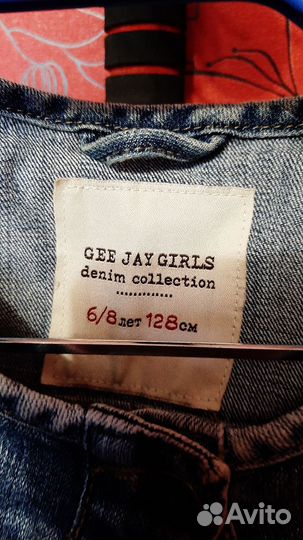 GEE JAY GIRLS
denim collection
6/8 лет 128 см
Avito